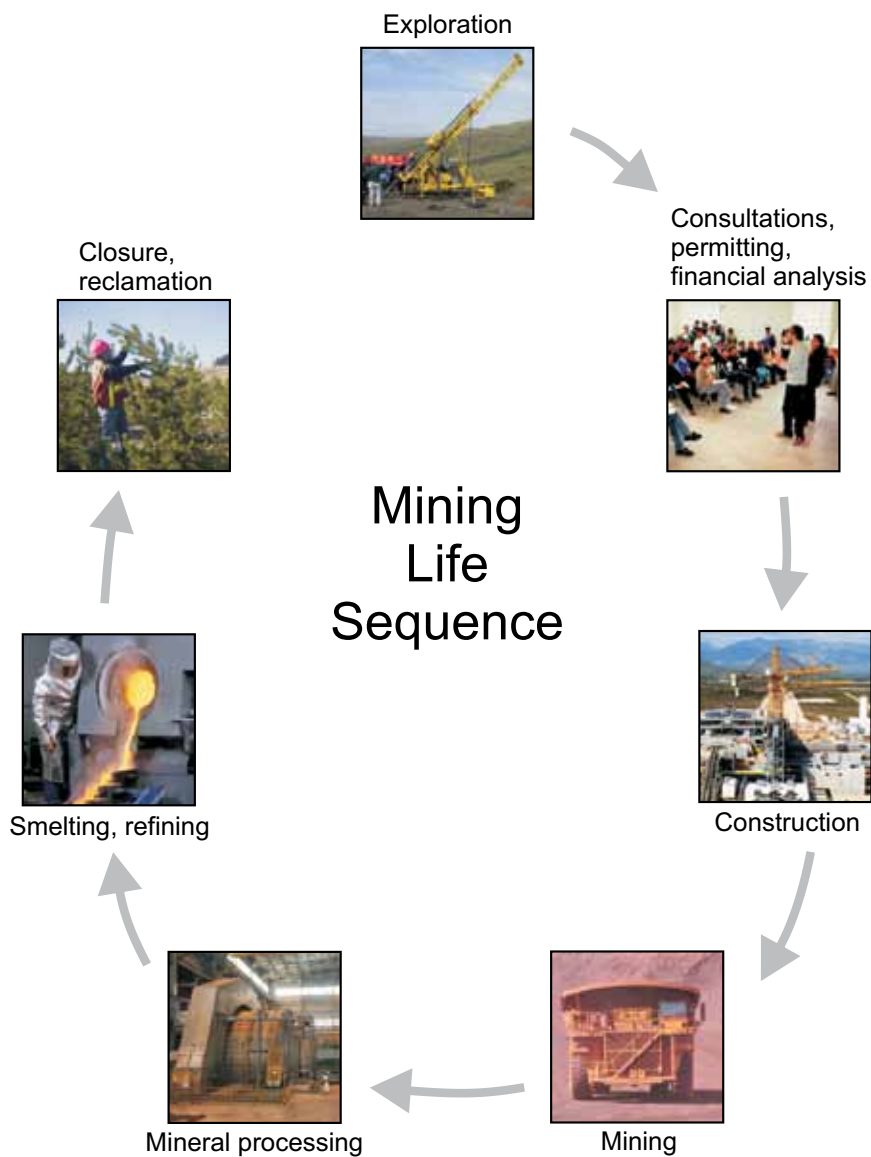 Exploration
Consultations,
permitting,
financial analysis
Closure,
reclamation
Mining
Life
Sequence
Construction
Smelting, refining
Mining
Mineral processing